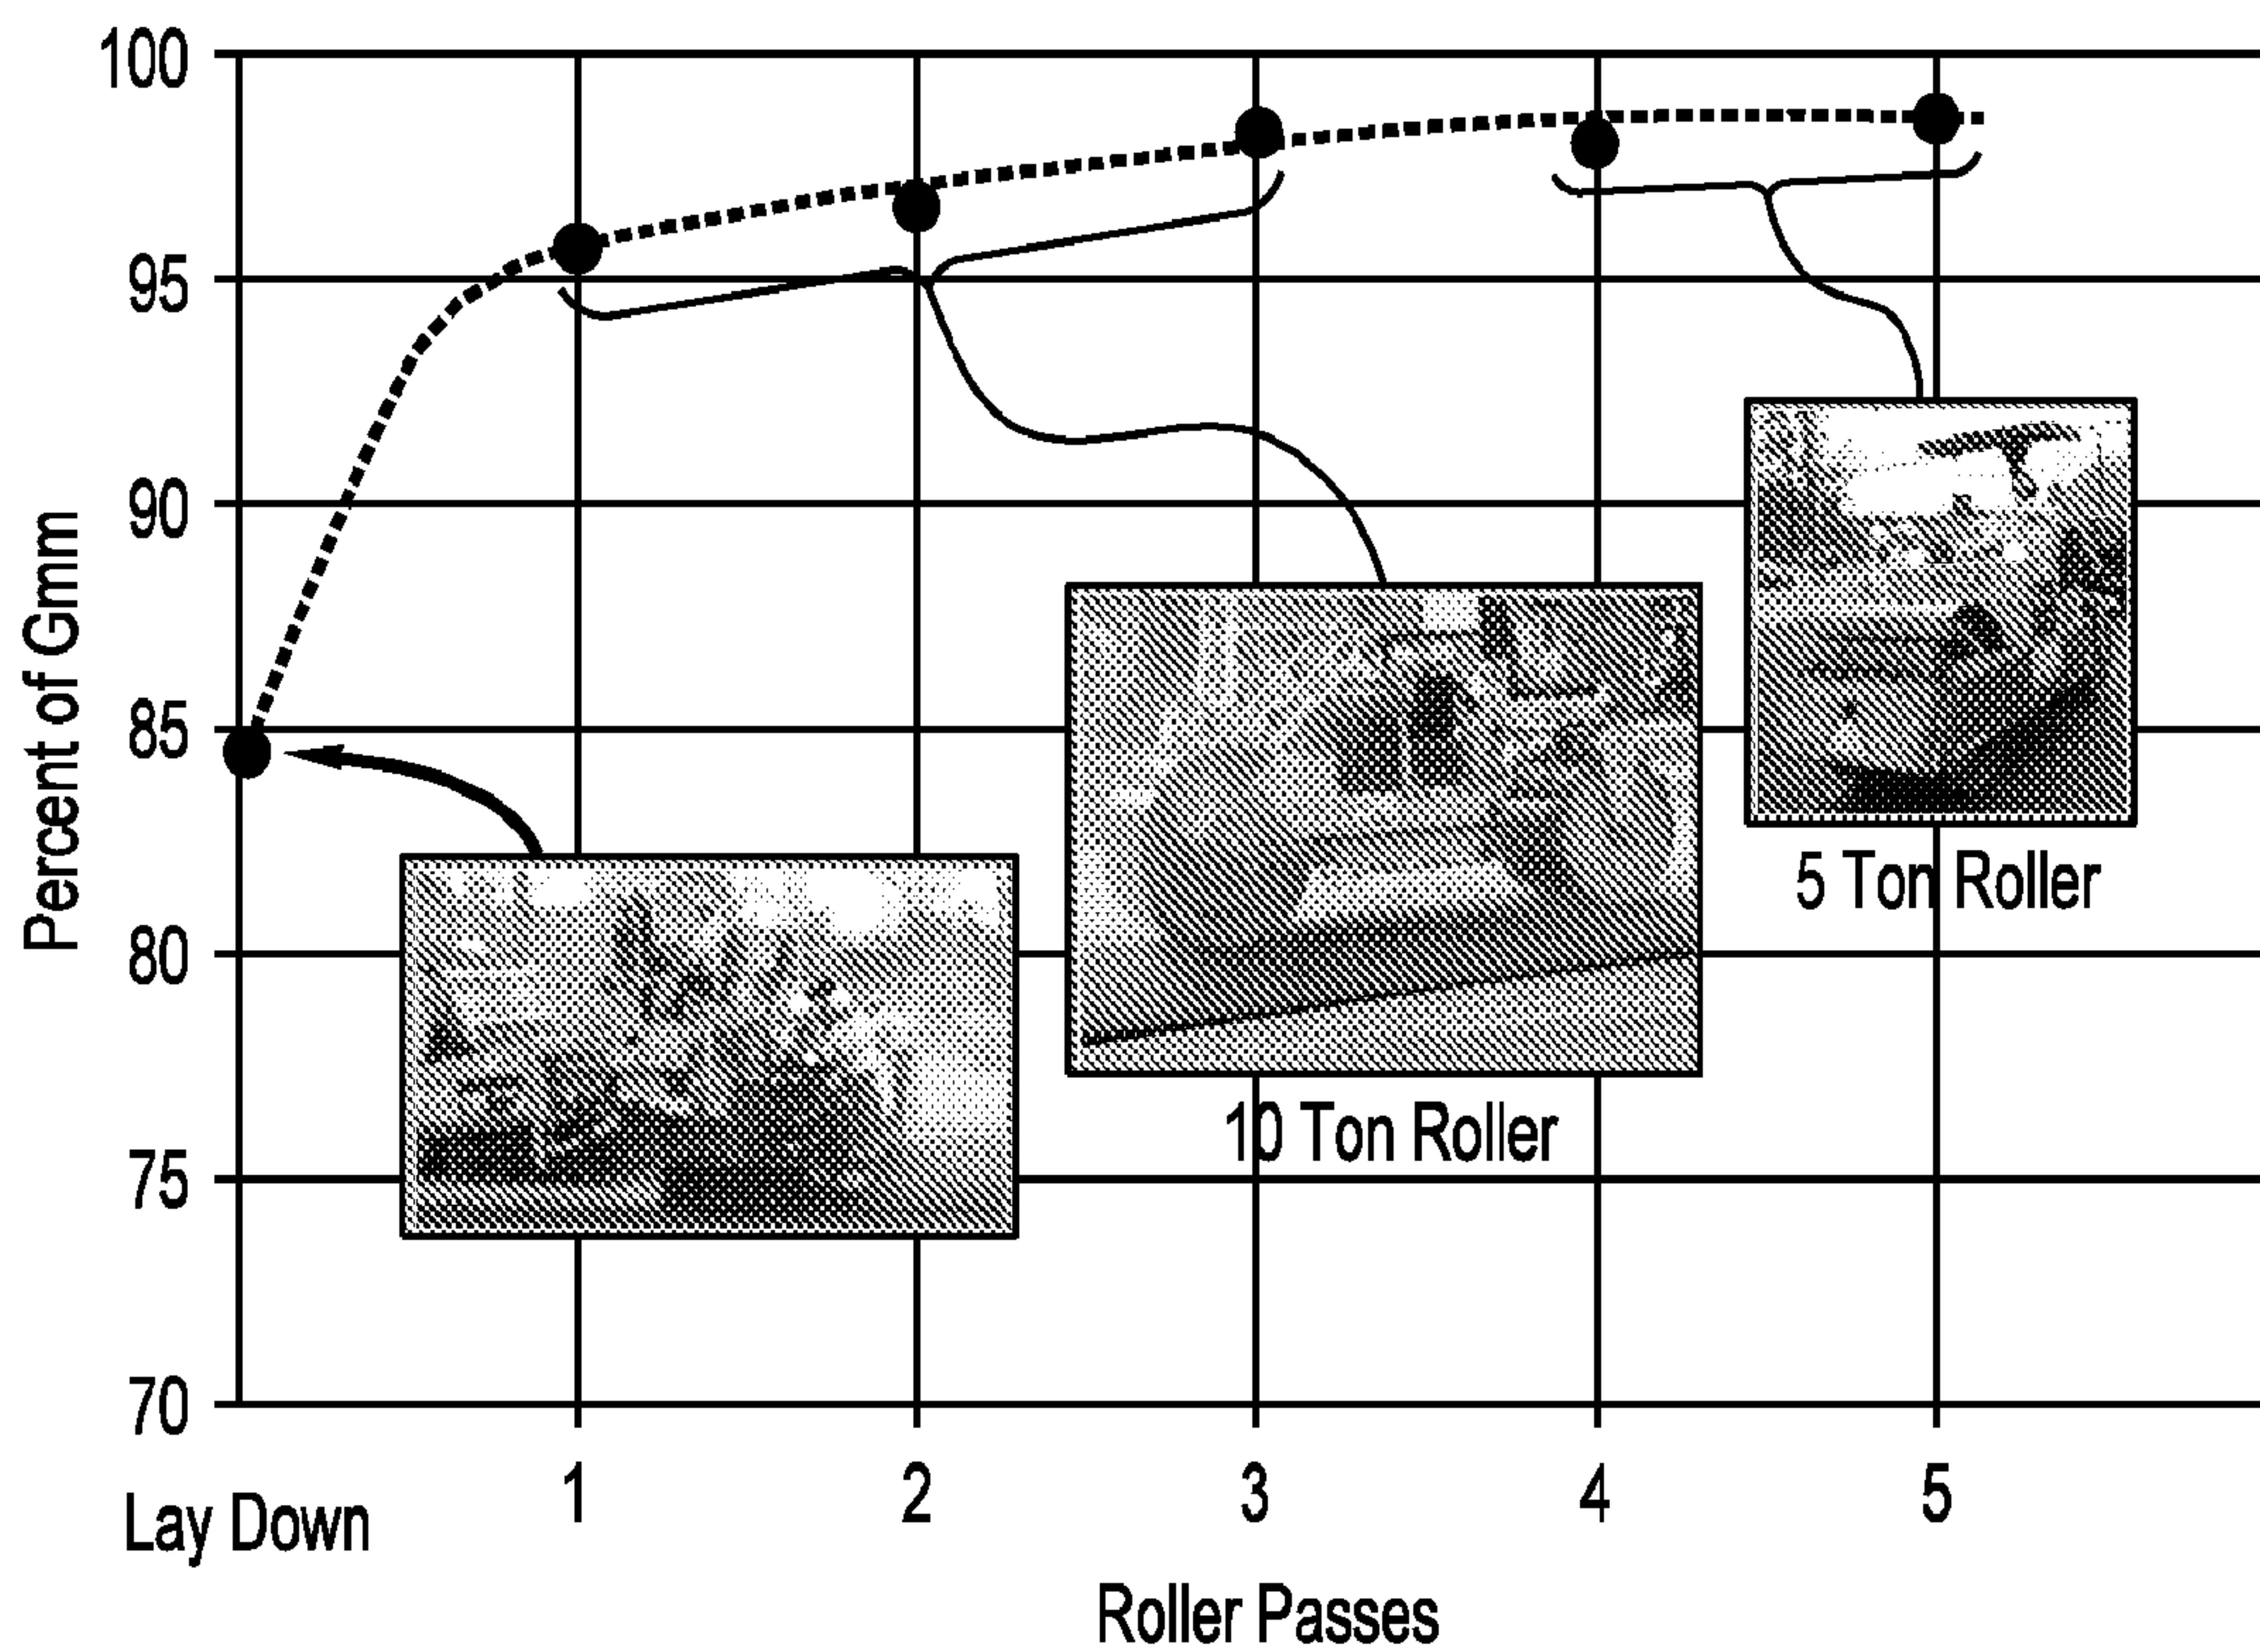 100
95
90
85
80
75
70
Percent of Gmm
5 Ton Roller
10 Ton Roller
1
2
3
4
5
Lay Down
Roller Passes